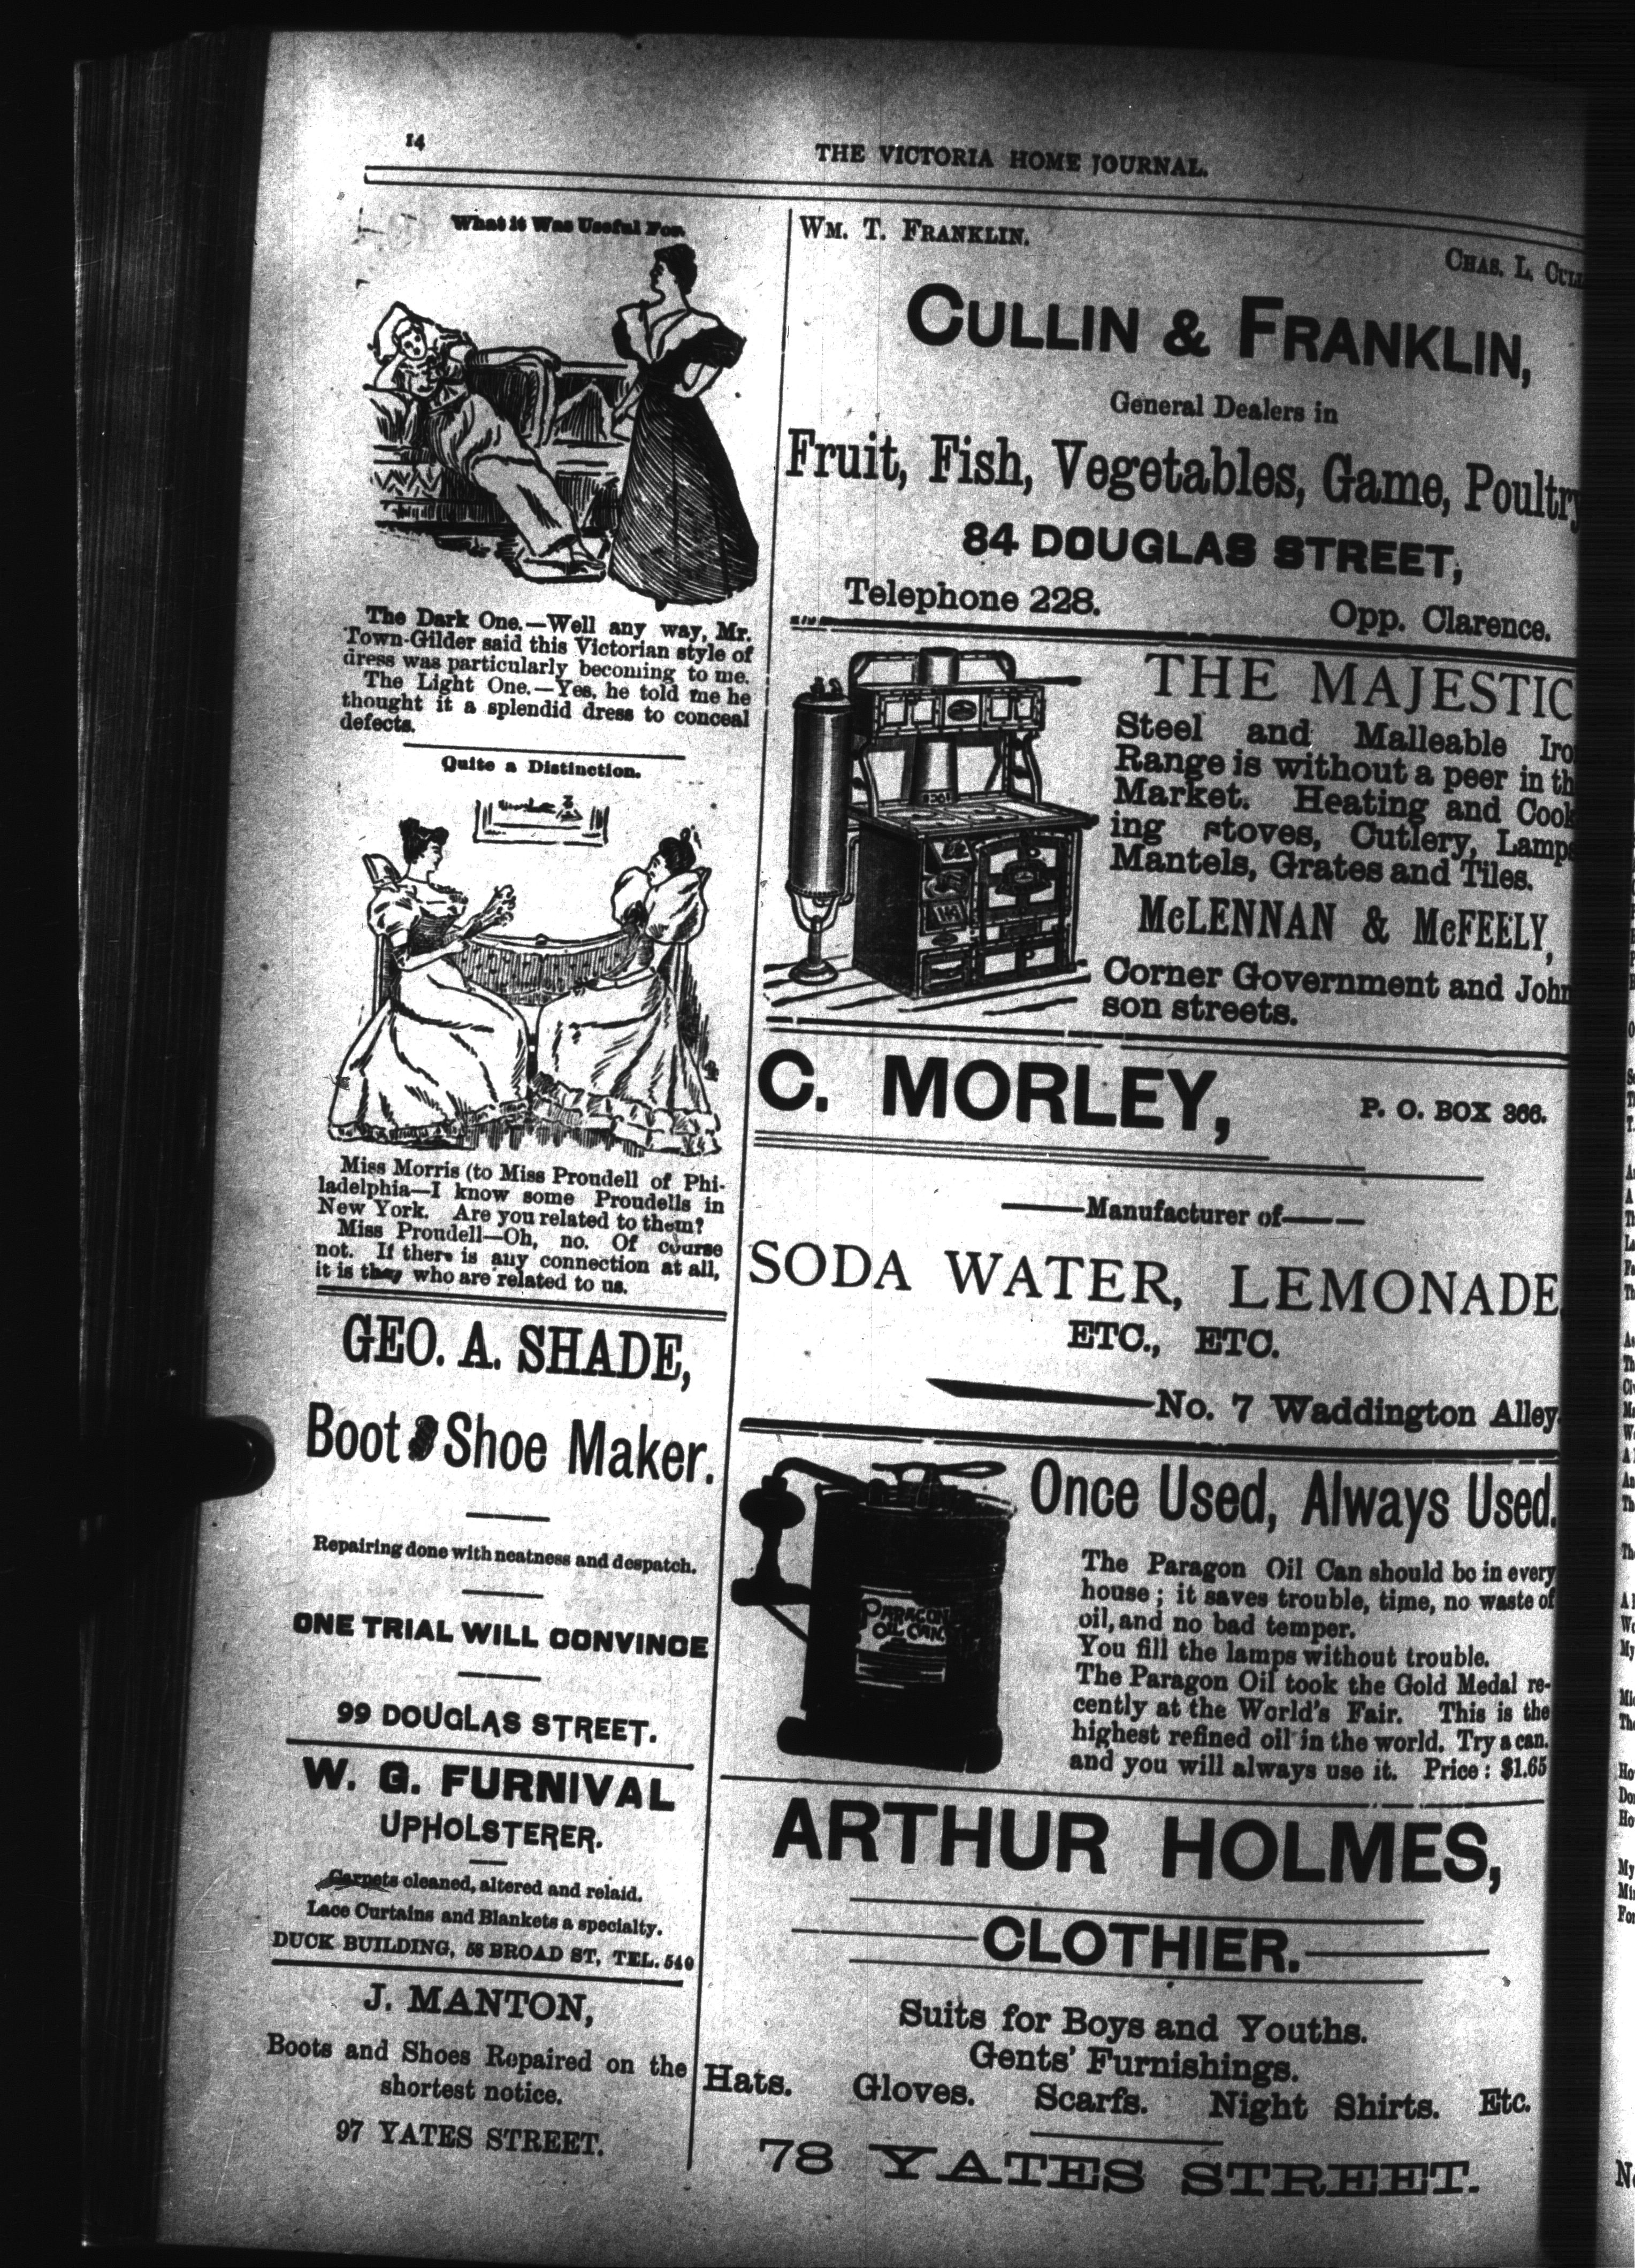 14
THE VICTORIA HOME JOURNAL.
What it Was Useful For.
The Dark One.—Well any way, Mr.
Town-Gilder said this Victorian style of
dress was particularly becoming to me.
The Light One.—Yes, he told me he
thought it a splendid dress to conceal
defects.
Quite a Distinction.
Miss Morris (to Miss Proudell of Phi-
ladelphia—I know some Proudells in
New York. Are you related to them?
Miss Proudell—Oh, no. Of course
not. If there is any connection at all,
it is they who are related to us.
GEO. A. SHADE,
Boot & Shoe Maker.
Repairing done with neatness and despatch.
ONE TRIAL WILL CONVINCE
99 DOUGLAS STREET.
W. G. FURNIVAL
UPHOLSTERER.
Carpets cleaned, altered and relaid.
Lace Curtains and Blankets a specialty.
DUCK BUILDING, 58 BROAD ST, TEL. 540
J. MANTON,
Boots and Shoes Repaired on the
shortest notice.
97 YATES STREET.
WM. T. FRANKLIN.
CHAS. L. CULL
CULLIN & FRANKLIN,
General Dealers in
Fruit, Fish, Vegetables, Game, Poultry
84 DOUGLAS STREET,
Telephone 228.
Opp. Clarence.
THE MAJESTIC
Steel and Malleable Iro
Range is without a peer in th
Market. Heating and Cook
ing stoves, Cutlery, Lamps
Mantels, Grates and Tiles.
McLENNAN & McFEELY,
Corner Government and John
son streets.
C. MORLEY,
P. O. BOX 366.
—Manufacturer of—
SODA WATER, LEMONADE
ETC., ETC.
No. 7 Waddington Alley
PARAGON
OIL CAN
Once Used, Always Used.
The Paragon Oil Can should be in every
house; it saves trouble, time, no waste of
oil, and no bad temper.
You fill the lamps without trouble.
The Paragon Oil took the Gold Medal re-
cently at the World's Fair. This is the
highest refined oil in the world. Try a can.
and you will always use it. Price: $1.65
ARTHUR HOLMES,
CLOTHIER.
Suits for Boys and Youths.
Gents' Furnishings.
Hats. Gloves. Scarfs. Night Shirts. Etc.
78 YATES STREET.